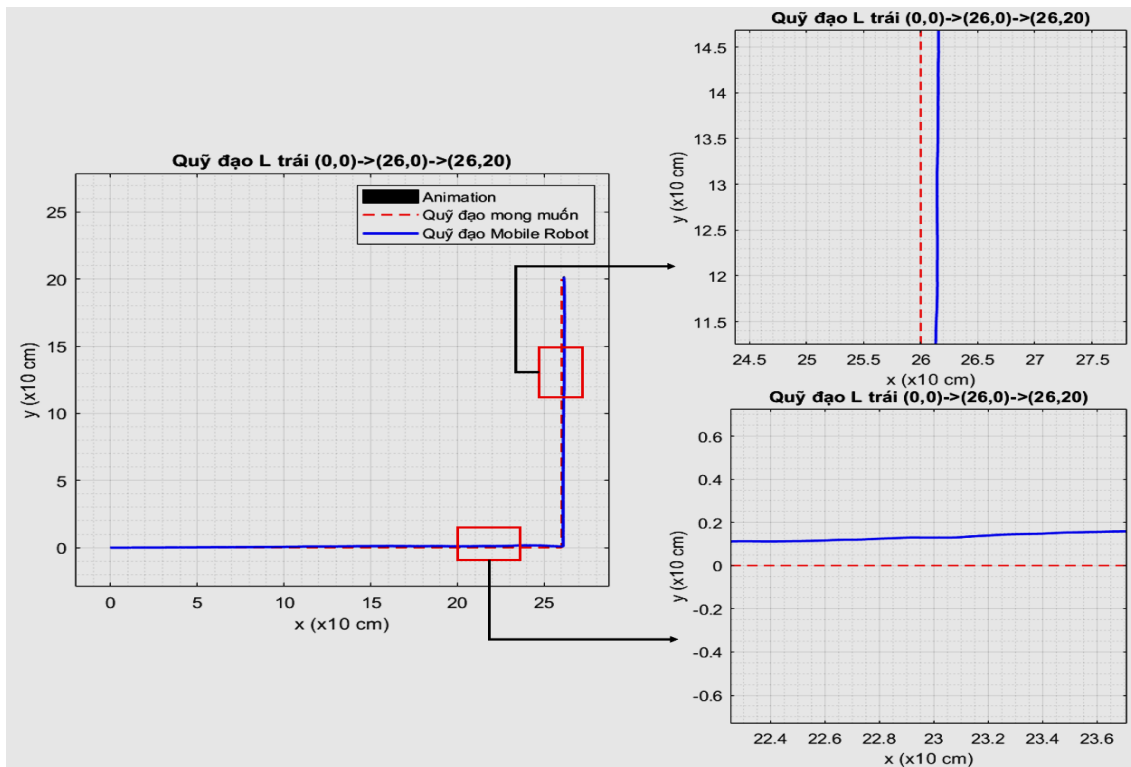 Quỹ đạo L trái (0,0)->(26,0)->(26,20)
Animation
Quỹ đạo mong muốn
Quỹ đạo Mobile Robot
25
20
15
10
5
0
y (x10 cm)
0 5 10 15 20 25
x (x10 cm)
Quỹ đạo L trái (0,0)->(26,0)->(26,20)
14.5
14
13.5
13
12.5
12
11.5
y (x10 cm)
24.5 25 25.5 26 26.5 27 27.5
x (x10 cm)
Quỹ đạo L trái (0,0)->(26,0)->(26,20)
0.6
0.4
0.2
0
-0.2
-0.4
-0.6
y (x10 cm)
22.4 22.6 22.8 23 23.2 23.4 23.6
x (x10 cm)